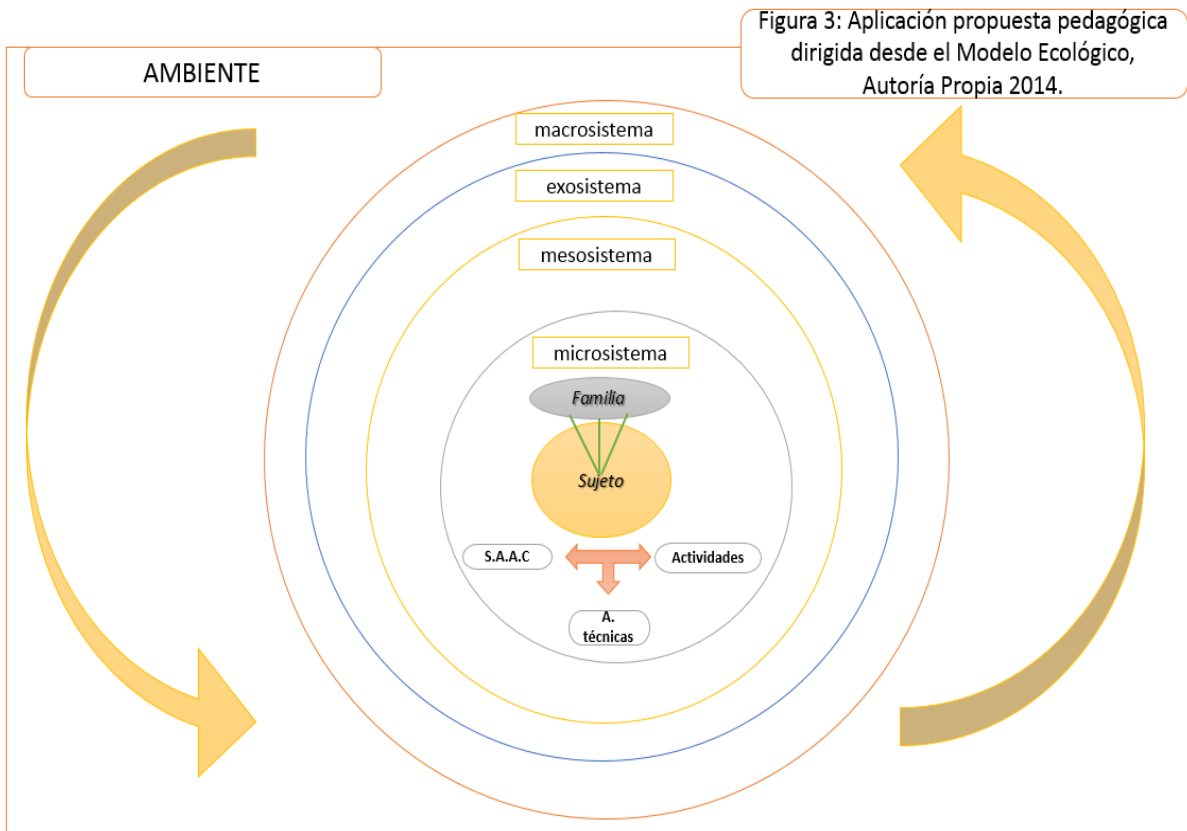 Figura 3: Aplicación propuesta pedagógica
dirigida desde el Modelo Ecológico,
Autoría Propia 2014.
AMBIENTE
macrosistema
exosistema
mesosistema
microsistema
Familia
Sujeto
S.A.A.C
Actividades
A.
técnicas